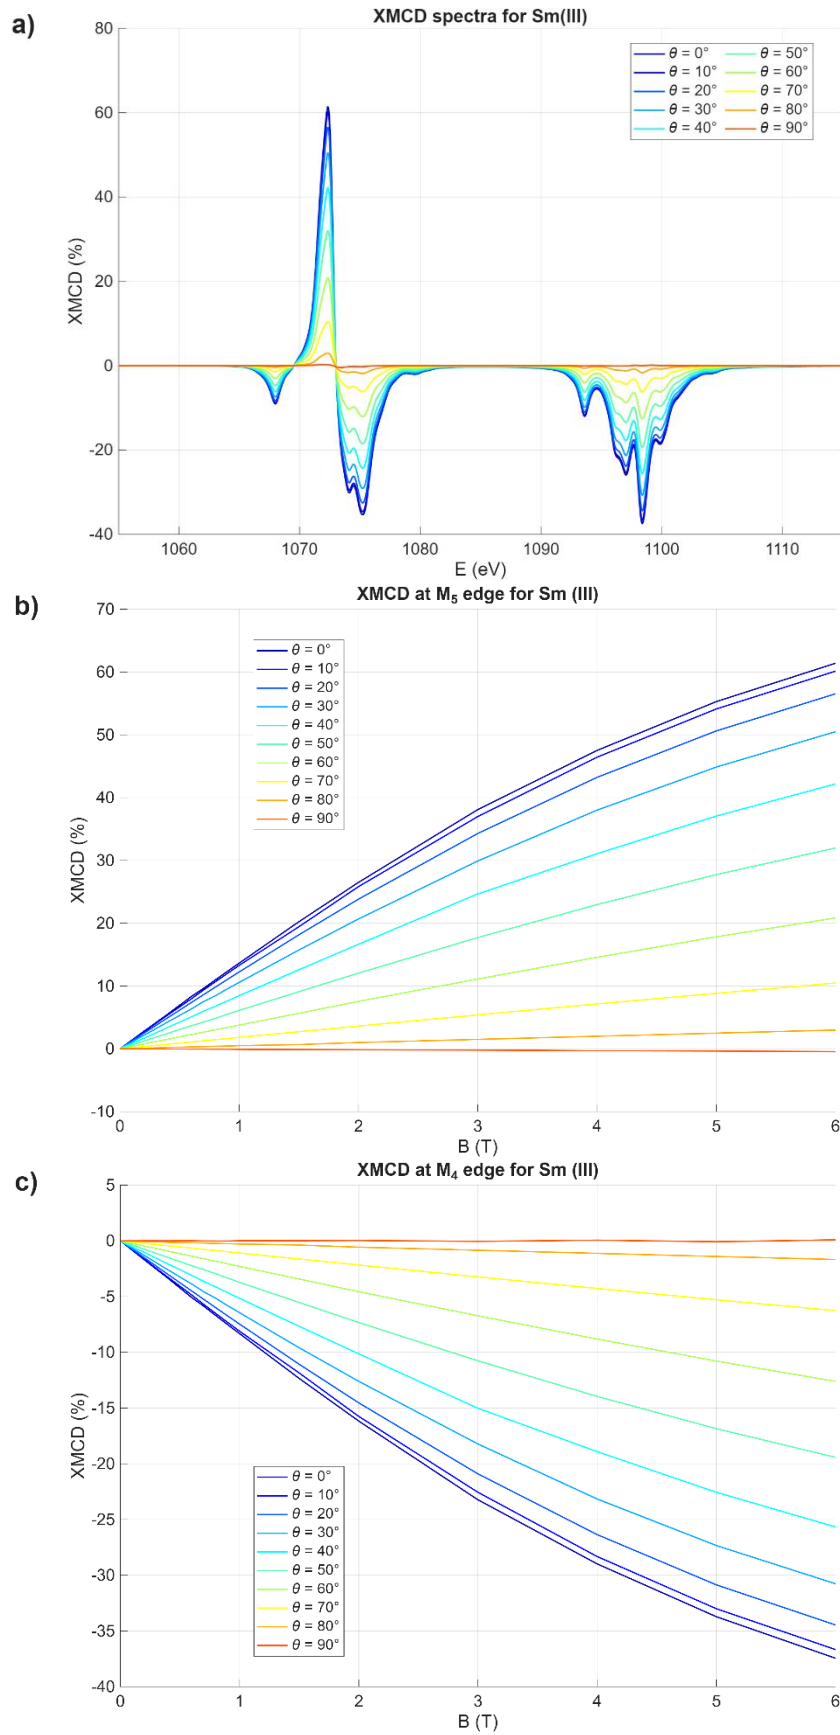 a)
XMCD spectra for Sm(III)
80
60
40
20
0
-20
-40
XMCD (%)
θ = 0°
θ = 10°
θ = 20°
θ = 30°
θ = 40°
θ = 50°
θ = 60°
θ = 70°
θ = 80°
θ = 90°
1060 1070 1080 1090 1100 1110
E (eV)
b)
XMCD at M₅ edge for Sm (III)
70
60
50
40
30
20
10
0
-10
XMCD (%)
θ = 0°
θ = 10°
θ = 20°
θ = 30°
θ = 40°
θ = 50°
θ = 60°
θ = 70°
θ = 80°
θ = 90°
0 1 2 3 4 5 6
B (T)
c)
XMCD at M₄ edge for Sm (III)
5
0
-5
-10
-15
-20
-25
-30
-35
-40
XMCD (%)
θ = 0°
θ = 10°
θ = 20°
θ = 30°
θ = 40°
θ = 50°
θ = 60°
θ = 70°
θ = 80°
θ = 90°
0 1 2 3 4 5 6
B (T)